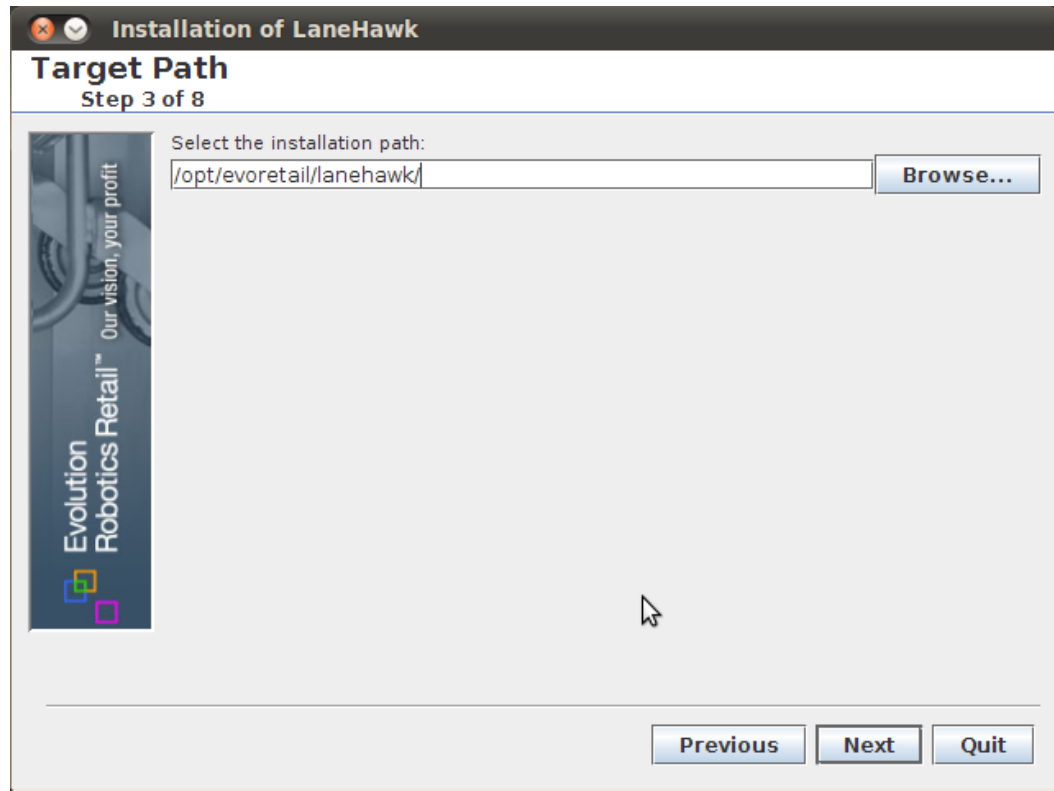 Installation of LaneHawk
Target Path
Step 3 of 8
Select the installation path:
/opt/evoretail/lanehawk/
Browse...
Evolution
Robotics Retail™ Our vision, your profit
Previous Next Quit